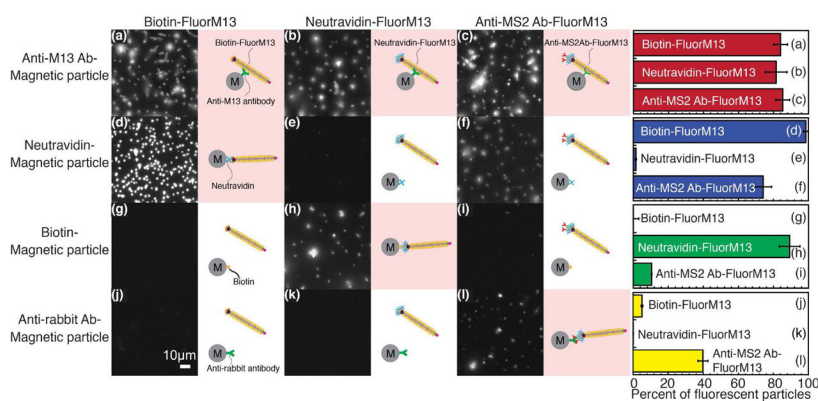 Biotin-FluorM13 Neutravidin-FluorM13 Anti-MS2 Ab-FluorM13
Anti-M13 Ab-
Magnetic particle
(a)
Biotin-FluorM13
M
Anti-M13 antibody
(b)
Neutravidin-FluorM13
M
(c)
Anti-MS2Ab-FluorM13
M
Biotin-FluorM13 (a)
Neutravidin-FluorM13 (b)
Anti-MS2 Ab-FluorM13 (c)
Neutravidin-
Magnetic particle
(d)
M
Neutravidin
(e)
M
(f)
M
Biotin-FluorM13 (d)
Neutravidin-FluorM13 (e)
Anti-MS2 Ab-FluorM13 (f)
Biotin-
Magnetic particle
(g)
M
Biotin
(h)
M
(i)
M
Biotin-FluorM13 (g)
Neutravidin-FluorM13 (h)
Anti-MS2 Ab-FluorM13 (i)
Anti-rabbit Ab-
Magnetic particle
(j)
10μm
M
Anti-rabbit antibody
(k)
M
(l)
M
Biotin-FluorM13 (j)
Neutravidin-FluorM13 (k)
Anti-MS2 Ab-
FluorM13 (l)
0 20 40 60 80 100
Percent of fluorescent particles